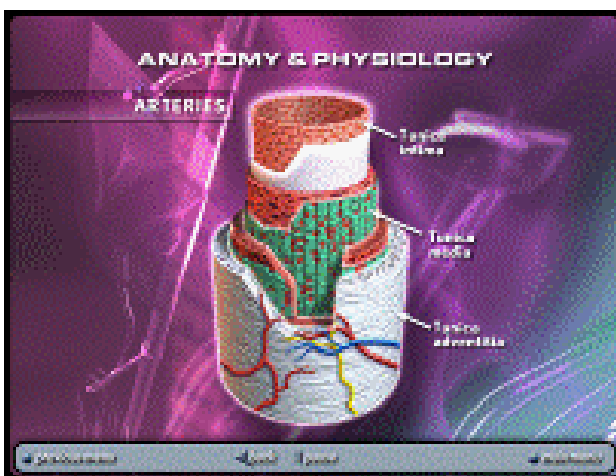 ANATOMY & PHYSIOLOGY
ARTERIES
Tunica
intima
Tunica
media
Tunica
adventitia